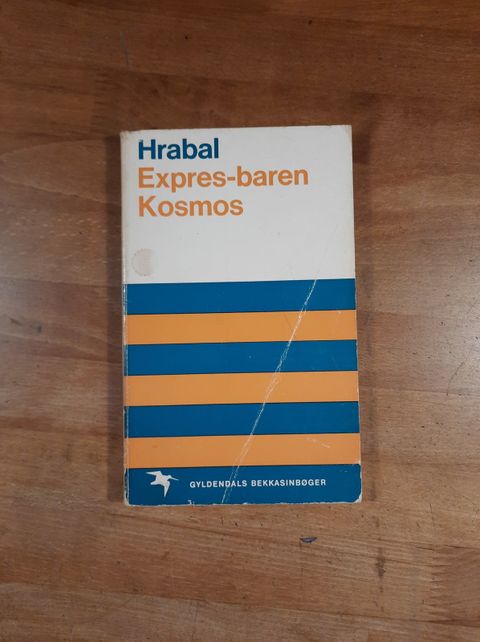 Hrabal
Expres-baren
Kosmos
GYLDENDALS BEKKASINBØGER